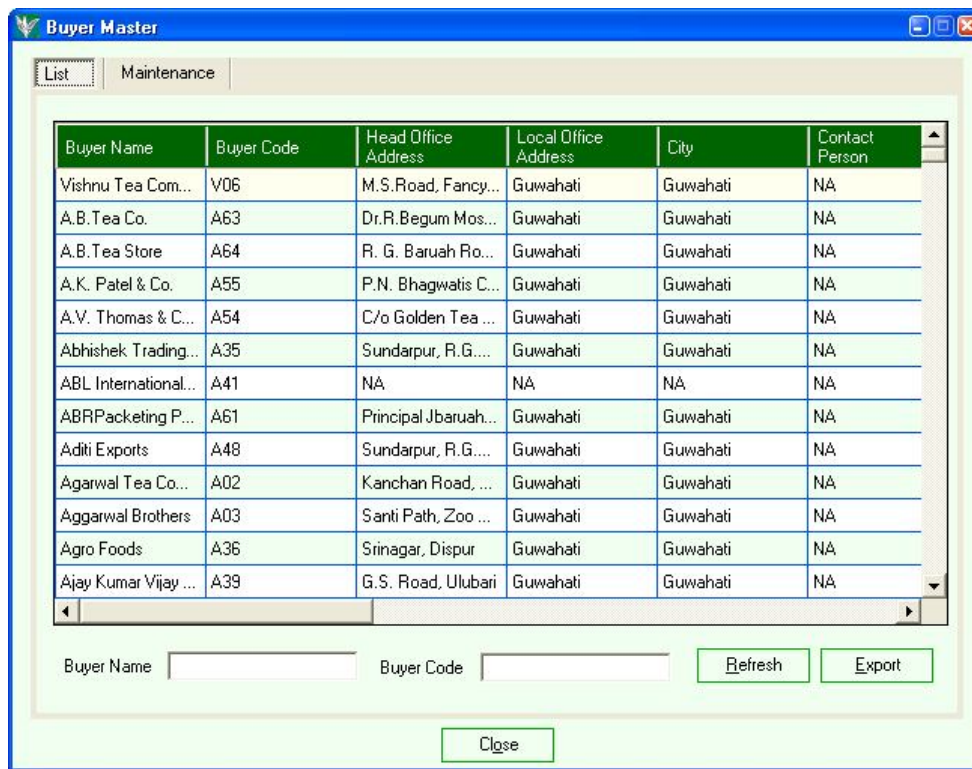 Buyer Master
List Maintenance
Buyer Name Buyer Code Head Office Address Local Office Address City Contact Person
Vishnu Tea Com... V06 M.S.Road, Fancy... Guwahati Guwahati NA
A.B.Tea Co. A63 Dr.R.Begum Mos... Guwahati Guwahati NA
A.B.Tea Store A64 R. G. Baruah Ro... Guwahati Guwahati NA
A.K. Patel & Co. A55 P.N. Bhagwatis C... Guwahati Guwahati NA
A.V. Thomas & C... A54 C/o Golden Tea ... Guwahati Guwahati NA
Abhishek Trading... A35 Sundarpur, R.G.... Guwahati Guwahati NA
ABL International... A41 NA NA NA NA
ABRPacketing P... A61 Principal Jbaruah... Guwahati Guwahati NA
Aditi Exports A48 Sundarpur, R.G.... Guwahati Guwahati NA
Agarwal Tea Co... A02 Kanchan Road, ... Guwahati Guwahati NA
Aggarwal Brothers A03 Santi Path, Zoo ... Guwahati Guwahati NA
Agro Foods A36 Srinagar, Dispur Guwahati Guwahati NA
Ajay Kumar Vijay ... A39 G.S. Road, Ulubari Guwahati Guwahati NA
Buyer Name Buyer Code Refresh Export
Close